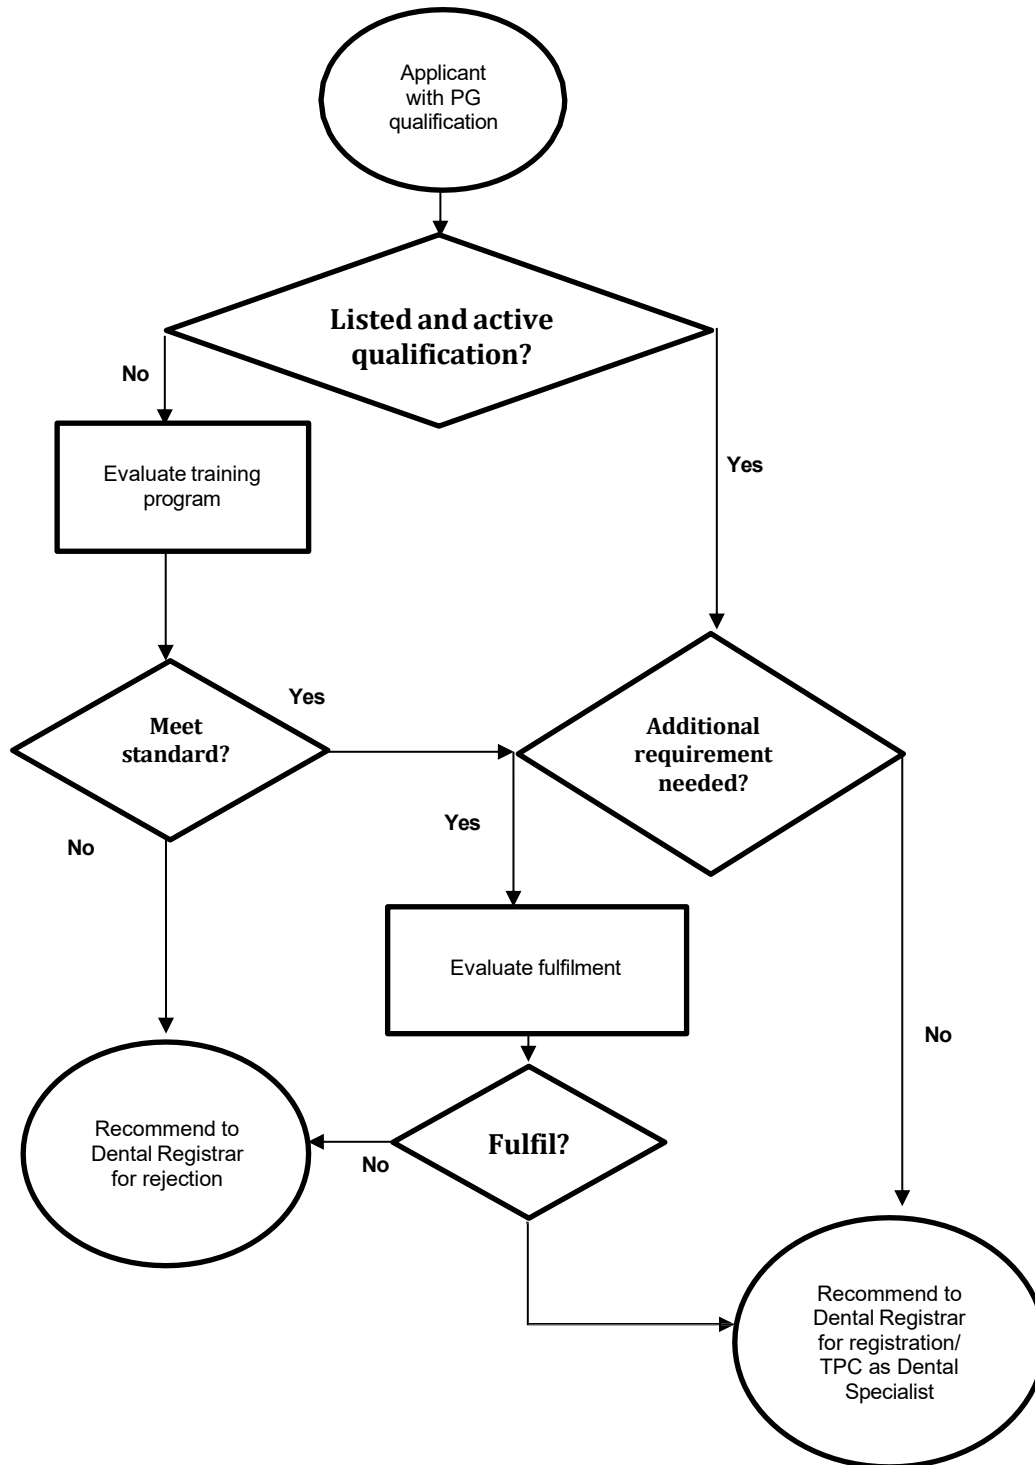 Applicant
with PG
qualification
Listed and active
qualification?
No
Yes
Evaluate training
program
Meet
standard?
Yes
No
Additional
requirement
needed?
Yes
No
Evaluate fulfilment
Fulfil?
No
Recommend to
Dental Registrar
for rejection
Recommend to
Dental Registrar
for registration/
TPC as Dental
Specialist